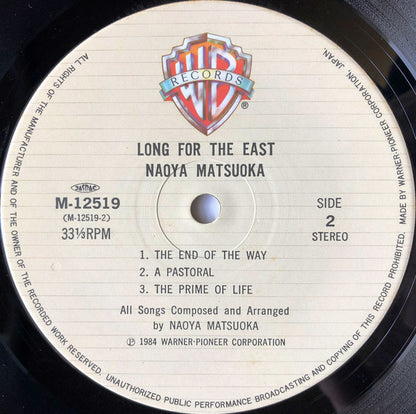 WB
RECORDS
®
LONG FOR THE EAST
NAOYA MATSUOKA
JASRAC
M-12519
(M-12519-2)
33⅓RPM
SIDE
2
STEREO
1. THE END OF THE WAY
2. A PASTORAL
3. THE PRIME OF LIFE
All Songs Composed and Arranged
by NAOYA MATSUOKA
Ⓟ 1984 WARNER-PIONEER CORPORATION
ALL RIGHTS OF THE MANUFACTURER AND OF THE OWNER OF THE RECORDED WORK RESERVED. UNAUTHORIZED PUBLIC PERFORMANCE BROADCASTING AND COPYING OF THIS RECORD PROHIBITED. MADE BY WARNER-PIONEER CORPORATION, JAPAN.